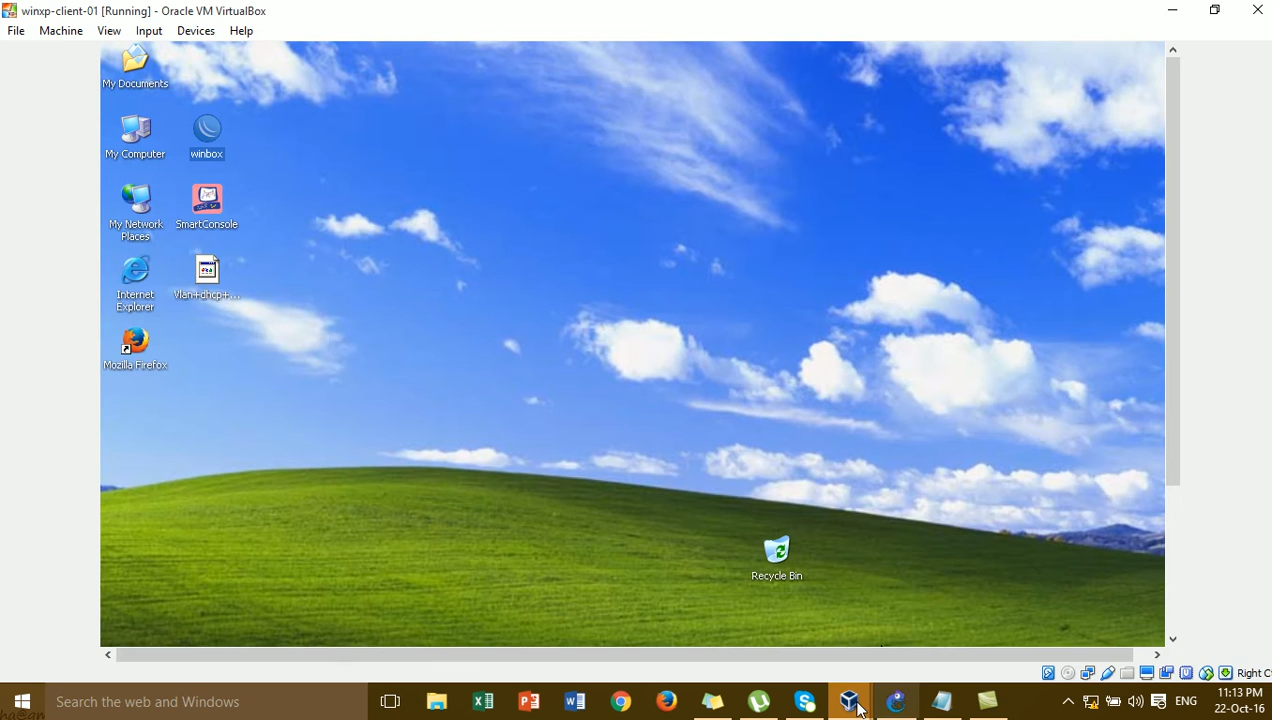 winxp-client-01 [Running] - Oracle VM VirtualBox
File Machine View Input Devices Help
My Documents
My Computer
winbox
My Network Places
SmartConsole
Internet Explorer
Vlan+dhcp+...
Mozilla Firefox
Recycle Bin
Right C
Search the web and Windows
ENG
11:13 PM
22-Oct-16